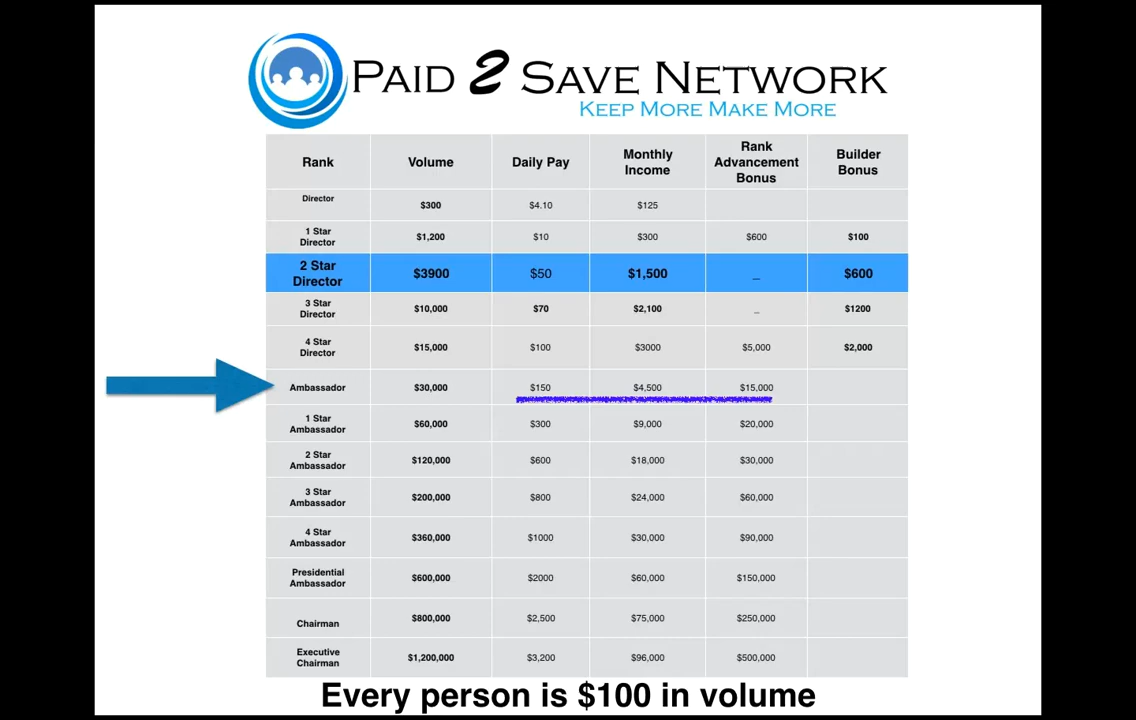 PAID 2 SAVE NETWORK
KEEP MORE MAKE MORE
Rank Volume Daily Pay Monthly Income Rank Advancement Bonus Builder Bonus
Director $300 $4.10 $125
1 Star Director $1,200 $10 $300 $600 $100
2 Star Director $3900 $50 $1,500 _ $600
3 Star Director $10,000 $70 $2,100 _ $1200
4 Star Director $15,000 $100 $3000 $5,000 $2,000
Ambassador $30,000 $150 $4,500 $15,000
1 Star Ambassador $60,000 $300 $9,000 $20,000
2 Star Ambassador $120,000 $600 $18,000 $30,000
3 Star Ambassador $200,000 $800 $24,000 $60,000
4 Star Ambassador $360,000 $1000 $30,000 $90,000
Presidential Ambassador $600,000 $2000 $60,000 $150,000
Chairman $800,000 $2,500 $75,000 $250,000
Executive Chairman $1,200,000 $3,200 $96,000 $500,000
Every person is $100 in volume